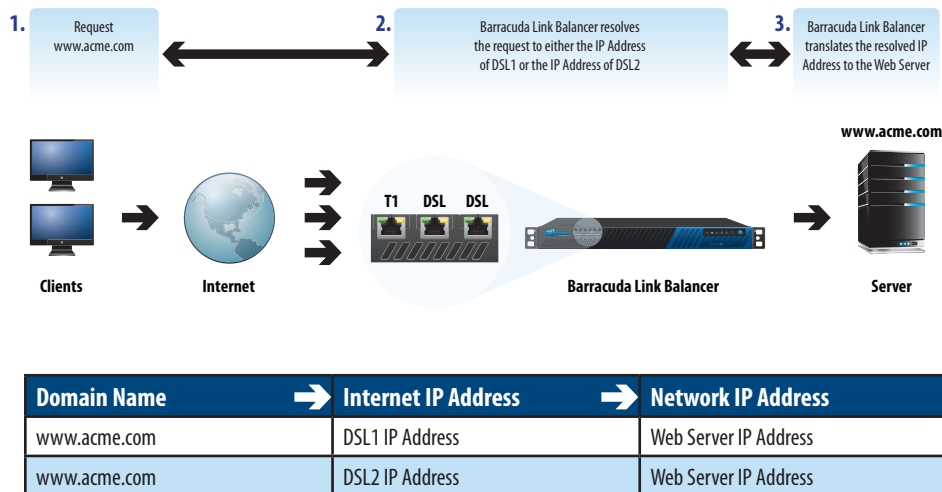 1.
Request
www.acme.com
2.
Barracuda Link Balancer resolves
the request to either the IP Address
of DSL1 or the IP Address of DSL2
3.
Barracuda Link Balancer
translates the resolved IP
Address to the Web Server
www.acme.com
T1 DSL DSL
Clients
Internet
Barracuda Link Balancer
Server
Domain Name Internet IP Address Network IP Address
www.acme.com DSL1 IP Address Web Server IP Address
www.acme.com DSL2 IP Address Web Server IP Address